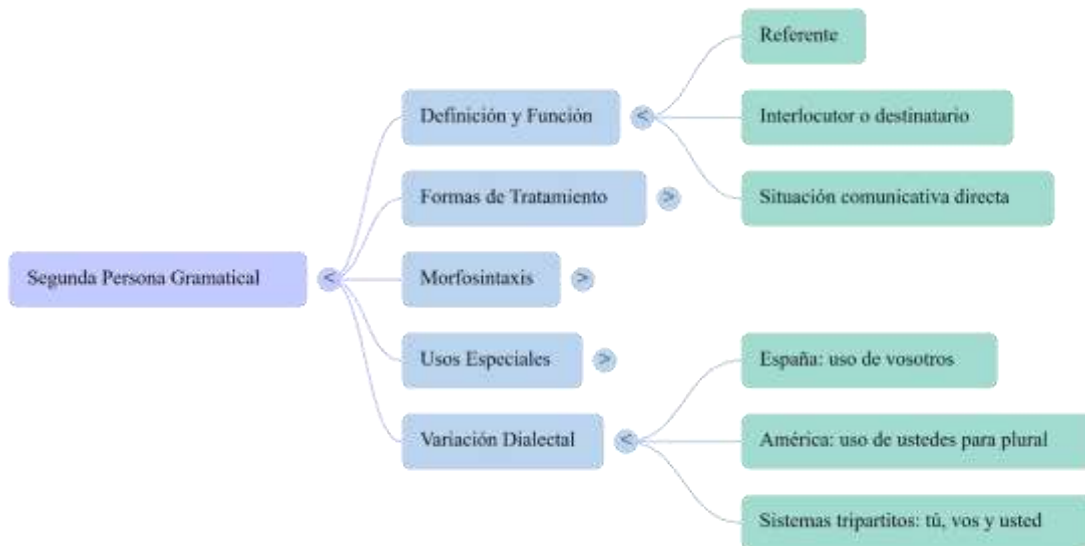 Segunda Persona Gramatical
<
Definición y Función
<
Referente
Interlocutor o destinatario
Situación comunicativa directa
Formas de Tratamiento
>
Morfosintaxis
>
Usos Especiales
>
Variación Dialectal
<
España: uso de vosotros
América: uso de ustedes para plural
Sistemas tripartitos: tú, vos y usted